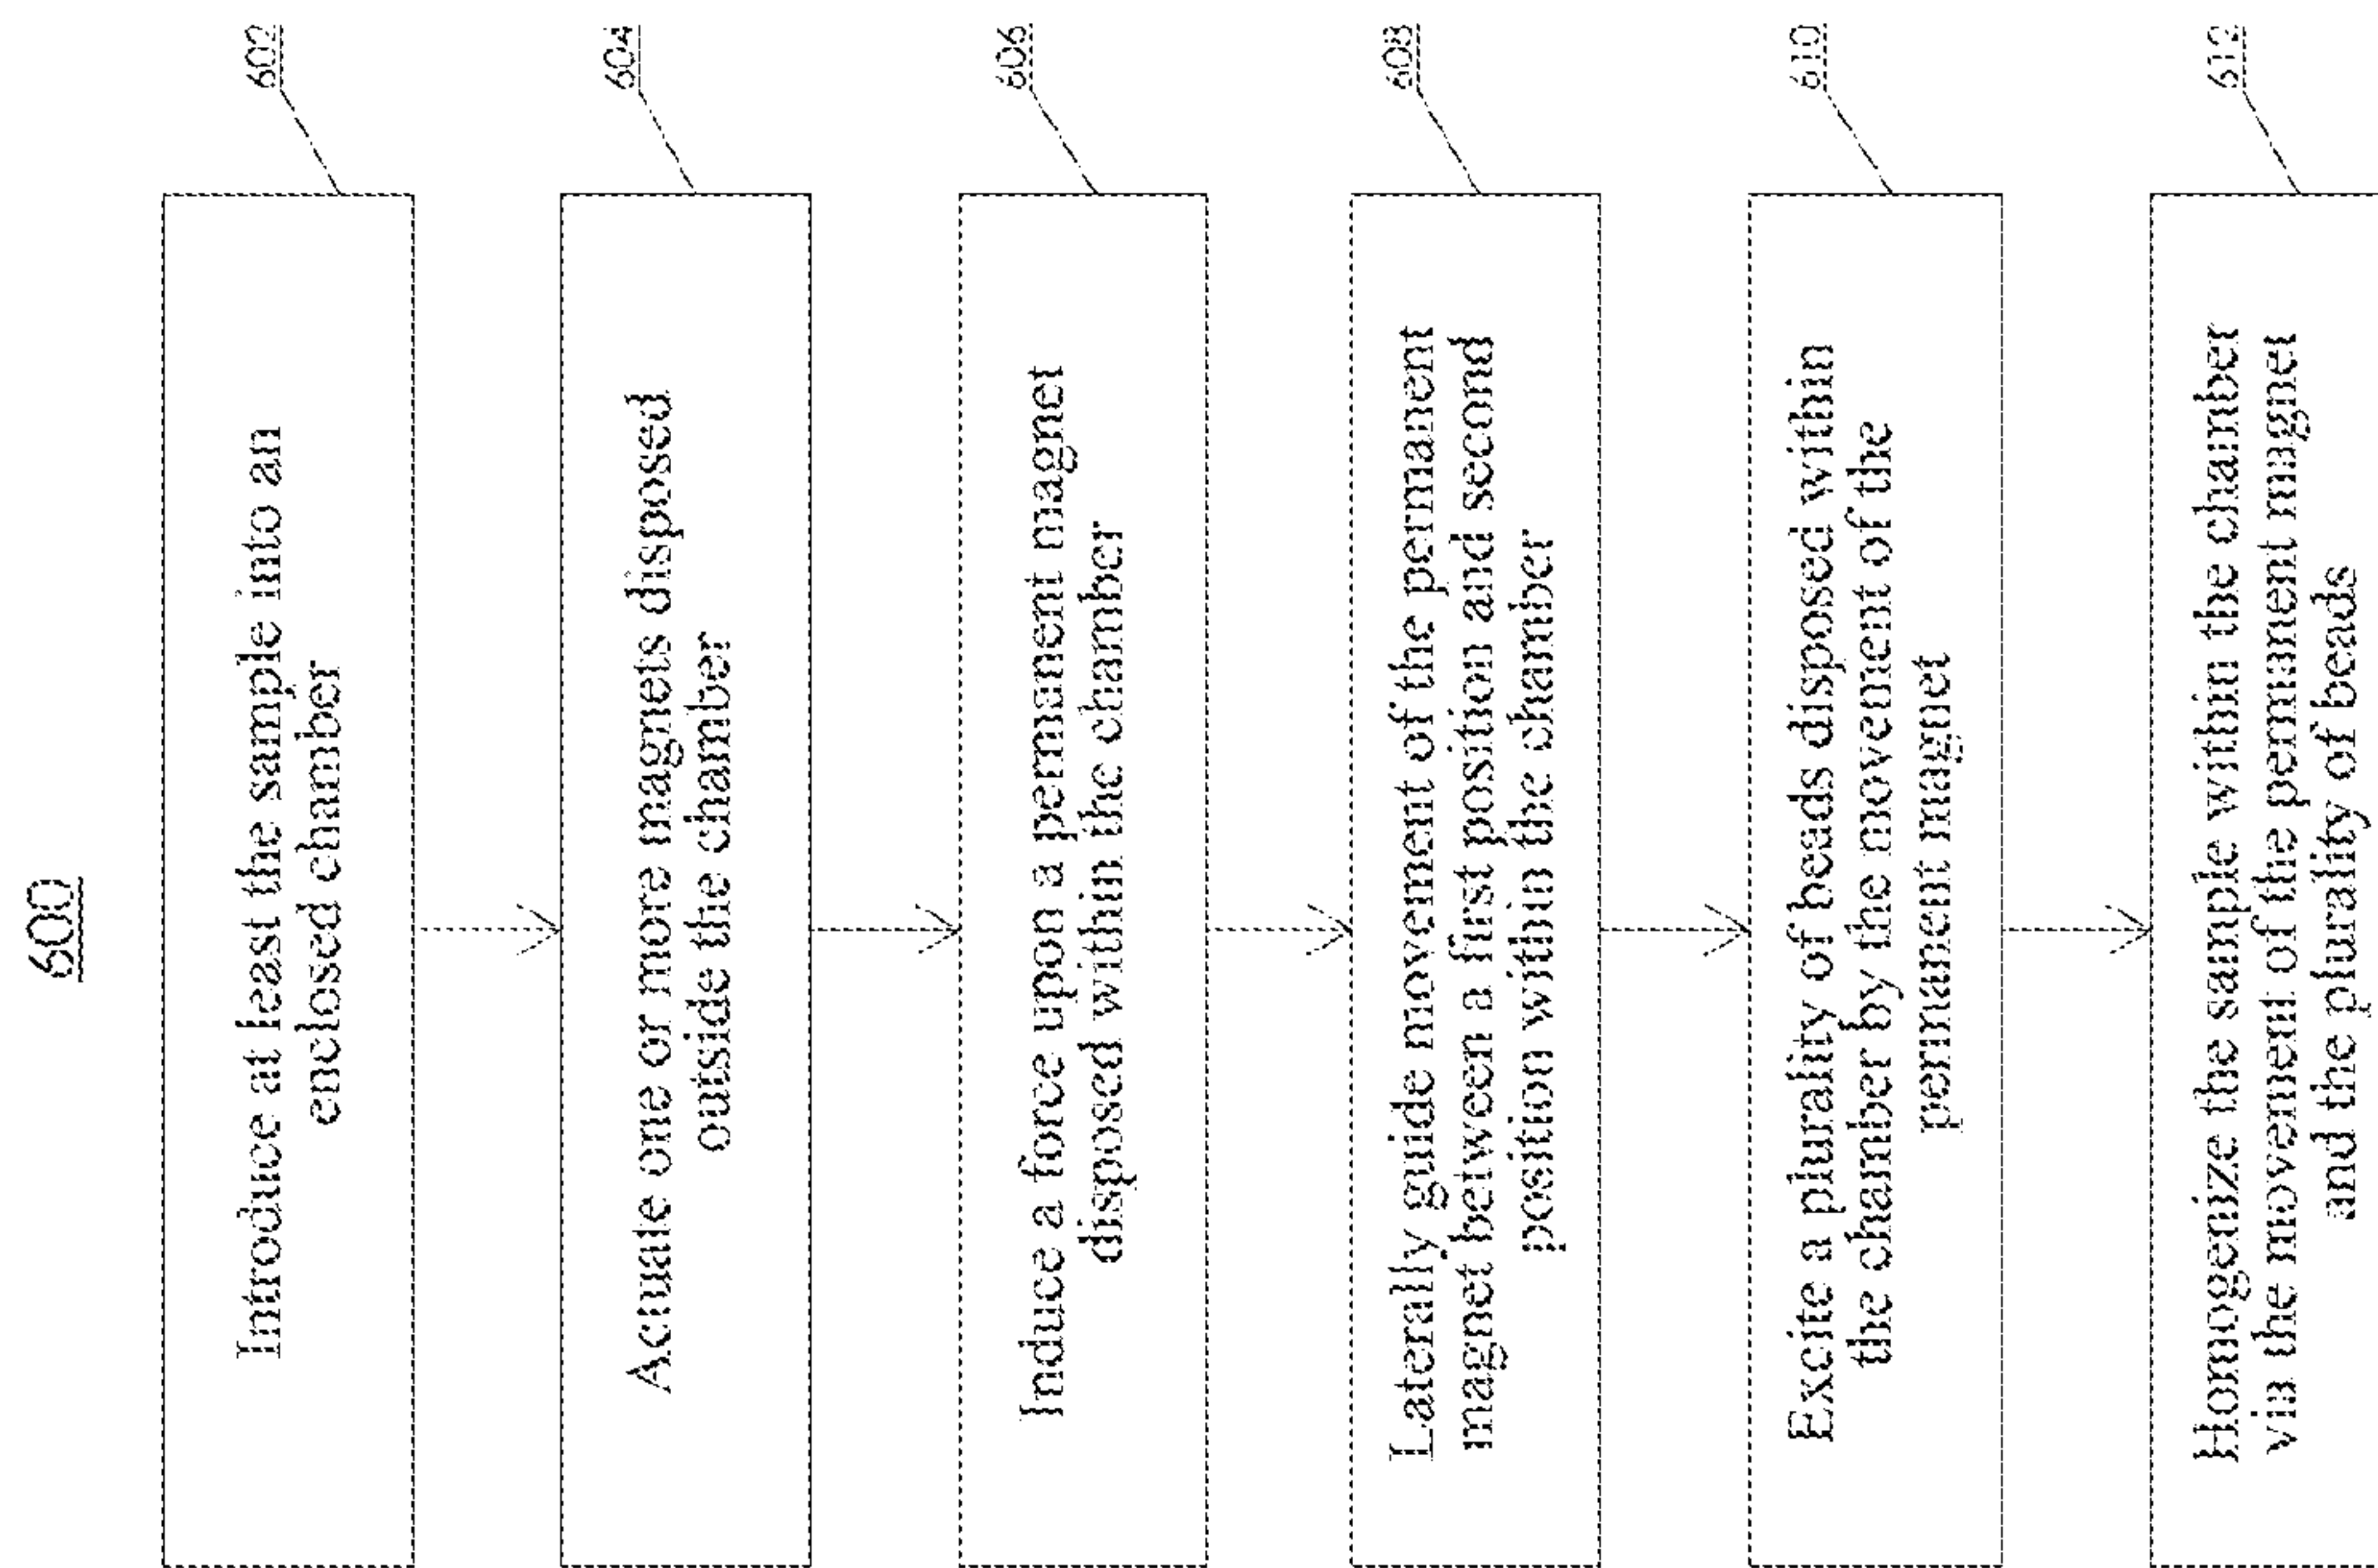 600
602
Introduce at least the sample into an
enclosed chamber
604
Actuate one or more magnets disposed
outside the chamber
606
Induce a force upon a permanent magnet
disposed within the chamber
608
Laterally guide movement of the permanent
magnet between a first position and second
position within the chamber
610
Excite a plurality of beads disposed within
the chamber by the movement of the
permanent magnet
612
Homogenize the sample within the chamber
via the movement of the permanent magnet
and the plurality of beads